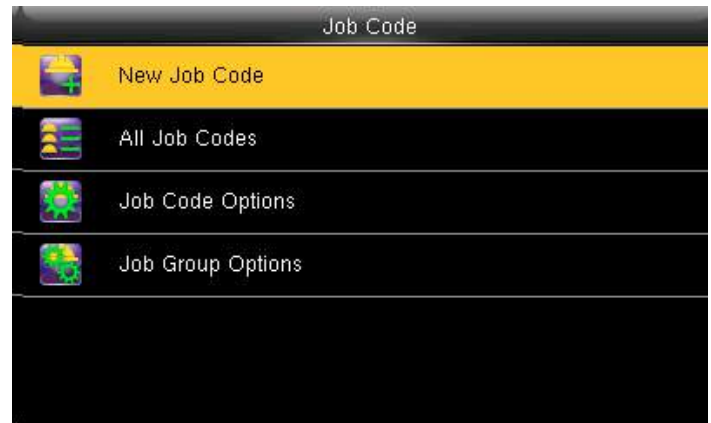 Job Code
New Job Code
All Job Codes
Job Code Options
Job Group Options